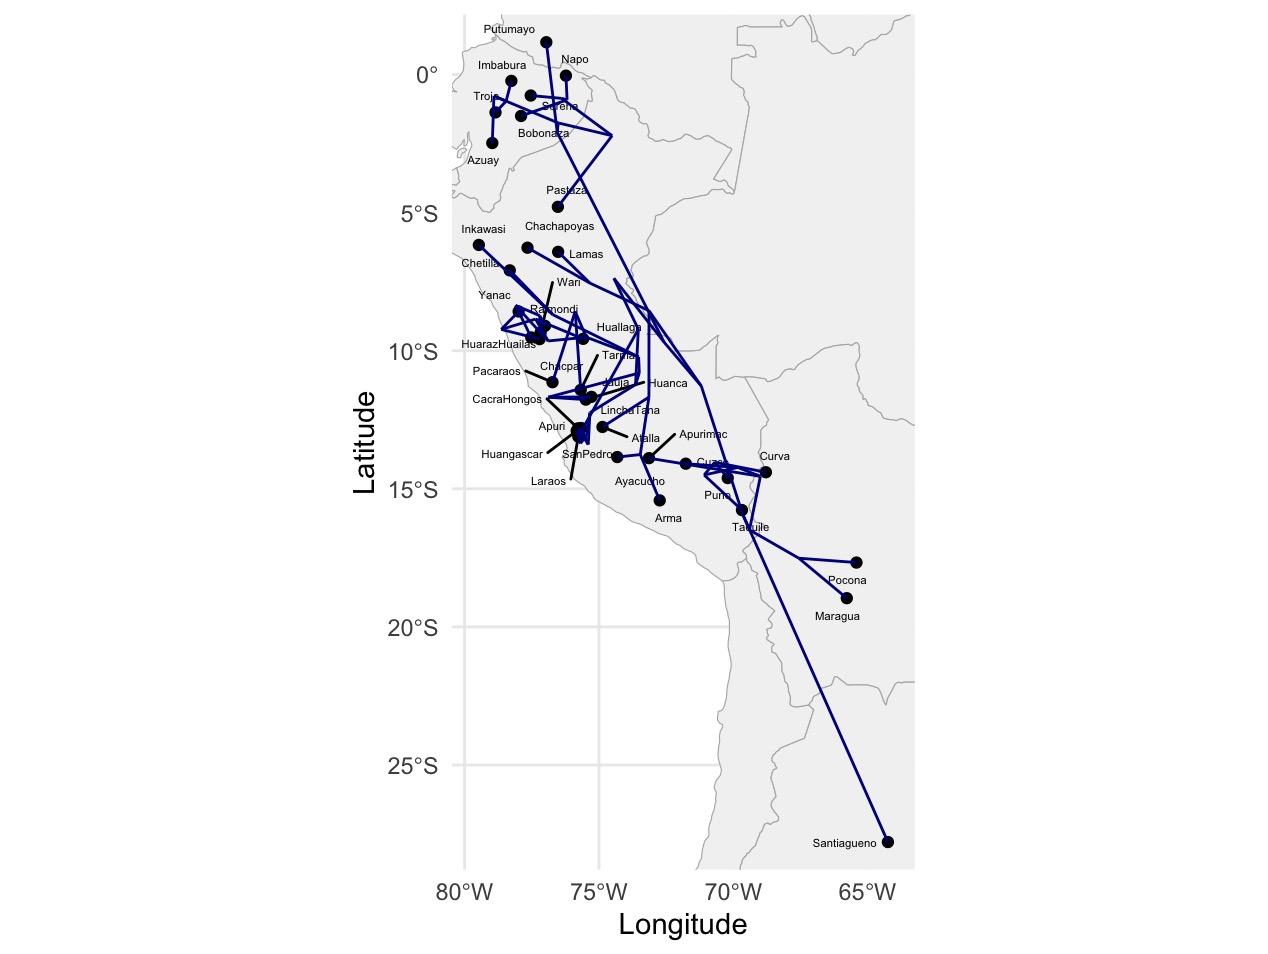 Putumayo
Napo
Imbabura
0°
Troje
Serena
Bobonaza
Azuay
Pastaza
5°S
Chachapoyas
Inkawasi
Lamas
Chetilla
Wari
Yanac
Raimondi
Huallaga
HuarazHuailas
10°S
Tarma
Chacpar
Pacaraos
Jauja
Huanca
CacraHongos
LinchaTana
Apuri
Atalla
Apurimac
Huangascar
SanPedro
Cuzco
Curva
Laraos
Ayacucho
15°S
Puno
Arma
Taquile
Pocona
Maragua
20°S
25°S
Santiagueno
80°W
75°W
70°W
65°W
Longitude
Latitude